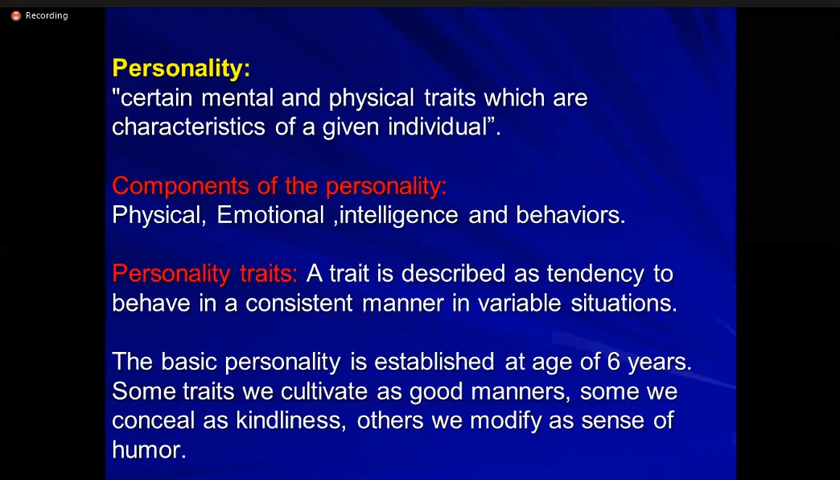 Recording
Personality:
"certain mental and physical traits which are
characteristics of a given individual”.
Components of the personality:
Physical, Emotional ,intelligence and behaviors.
Personality traits: A trait is described as tendency to
behave in a consistent manner in variable situations.
The basic personality is established at age of 6 years.
Some traits we cultivate as good manners, some we
conceal as kindliness, others we modify as sense of
humor.